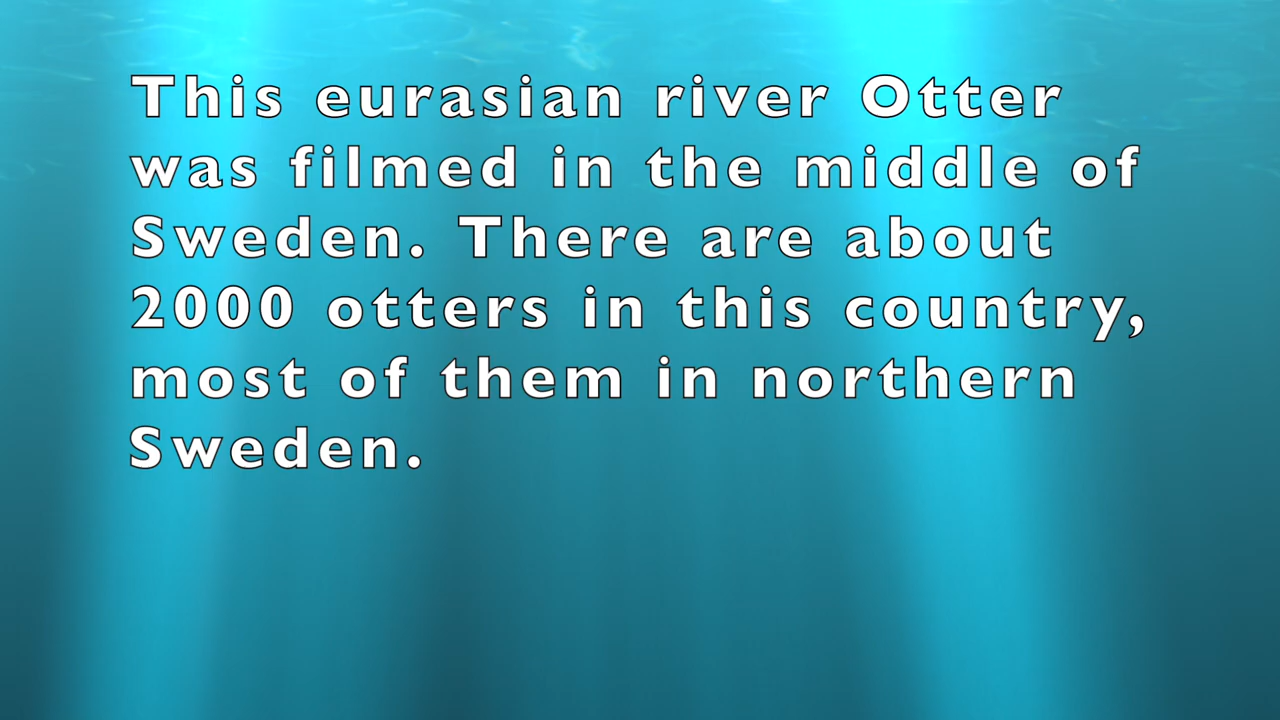 This eurasian river Otter
was filmed in the middle of
Sweden. There are about
2000 otters in this country,
most of them in northern
Sweden.